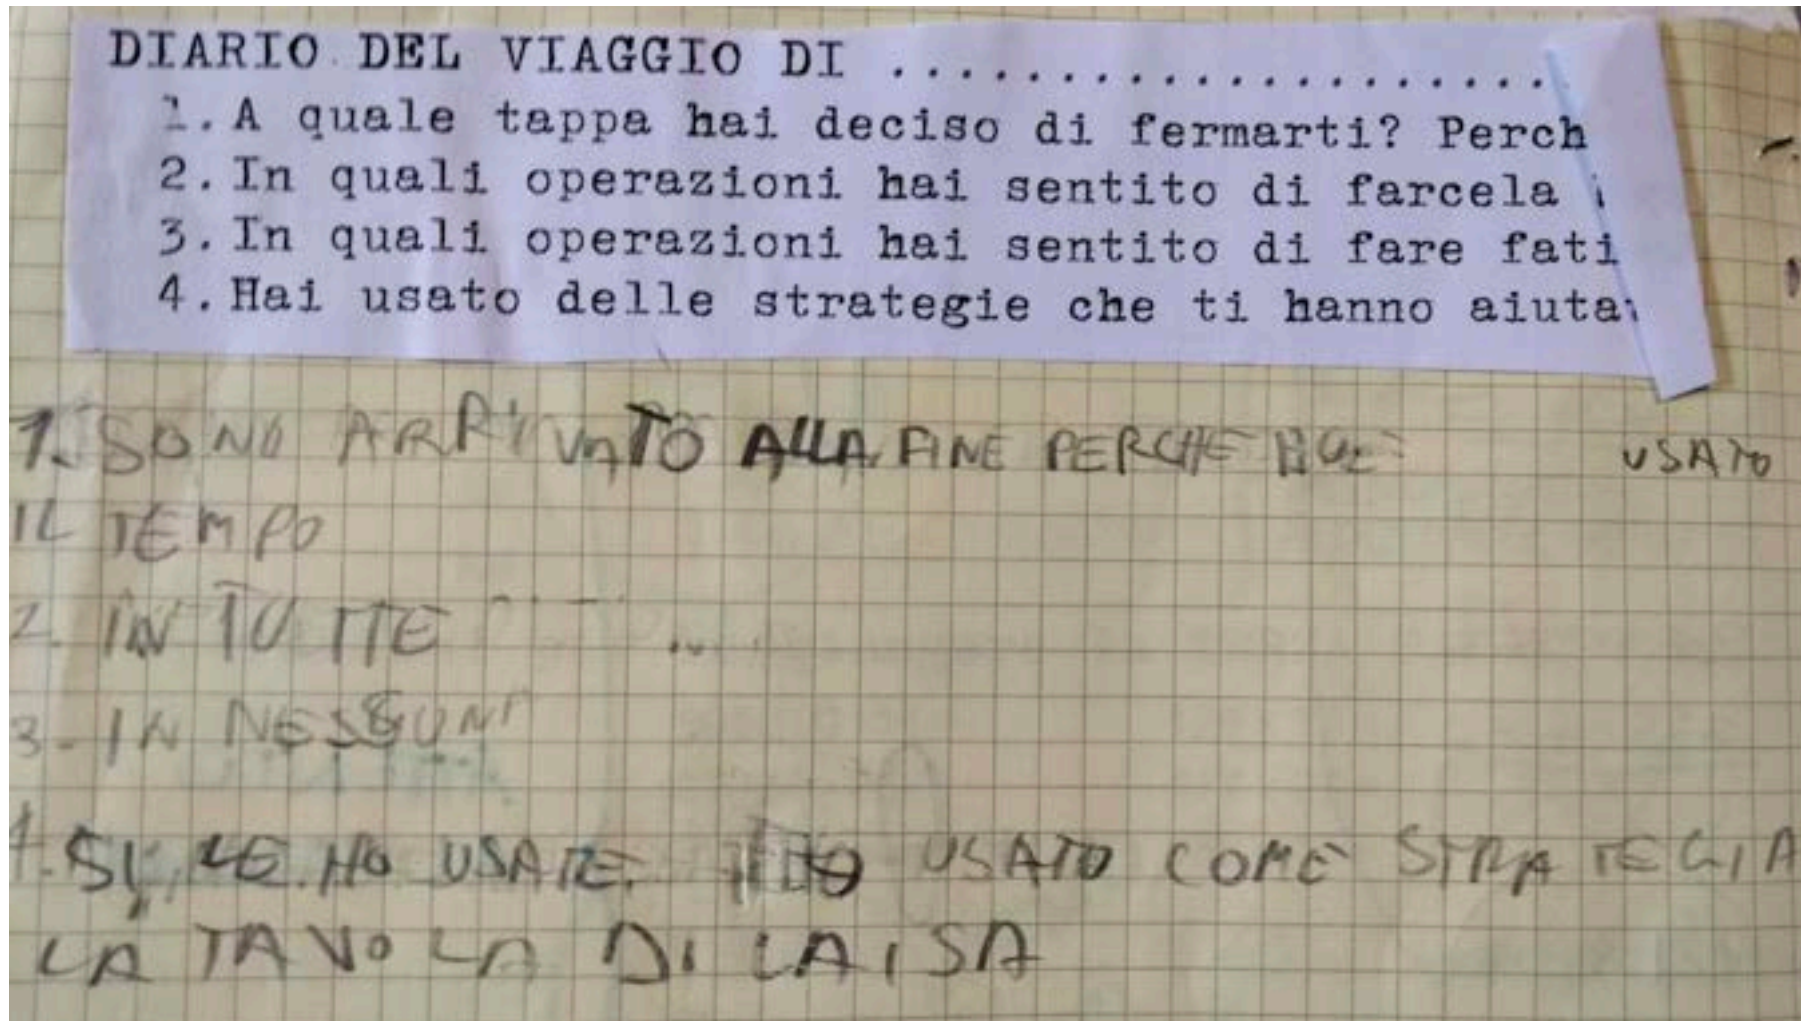 DIARIO DEL VIAGGIO DI ......................
1. A quale tappa hai deciso di fermarti? Perch
2. In quali operazioni hai sentito di farcela
3. In quali operazioni hai sentito di fare fati
4. Hai usato delle strategie che ti hanno aiuta
1. SONO ARRIVATO ALLA FINE PERCHE USATO
IL TEMPO
2. IN TUTTE
3. IN NESSUNA
4. SI, LE HO USATE. HO USATO COME STRATEGIA
LA TAVOLA DI LAISA